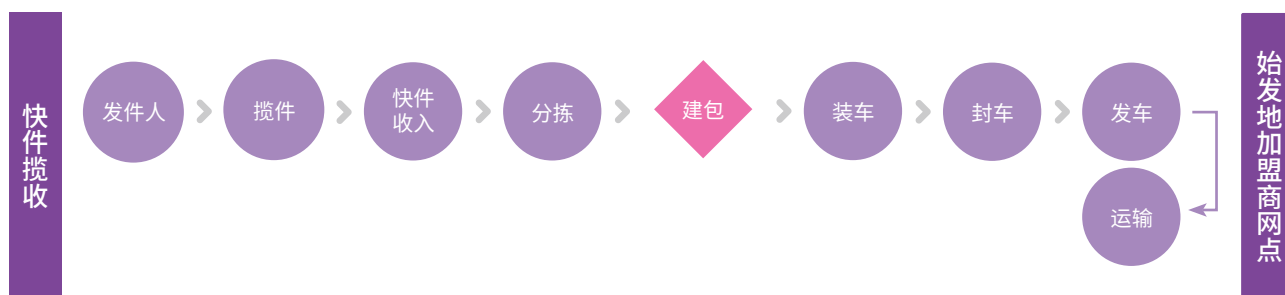 快件揽收
发件人
揽件
快件
收入
分拣
建包
装车
封车
发车
运输
始发地加盟商网点